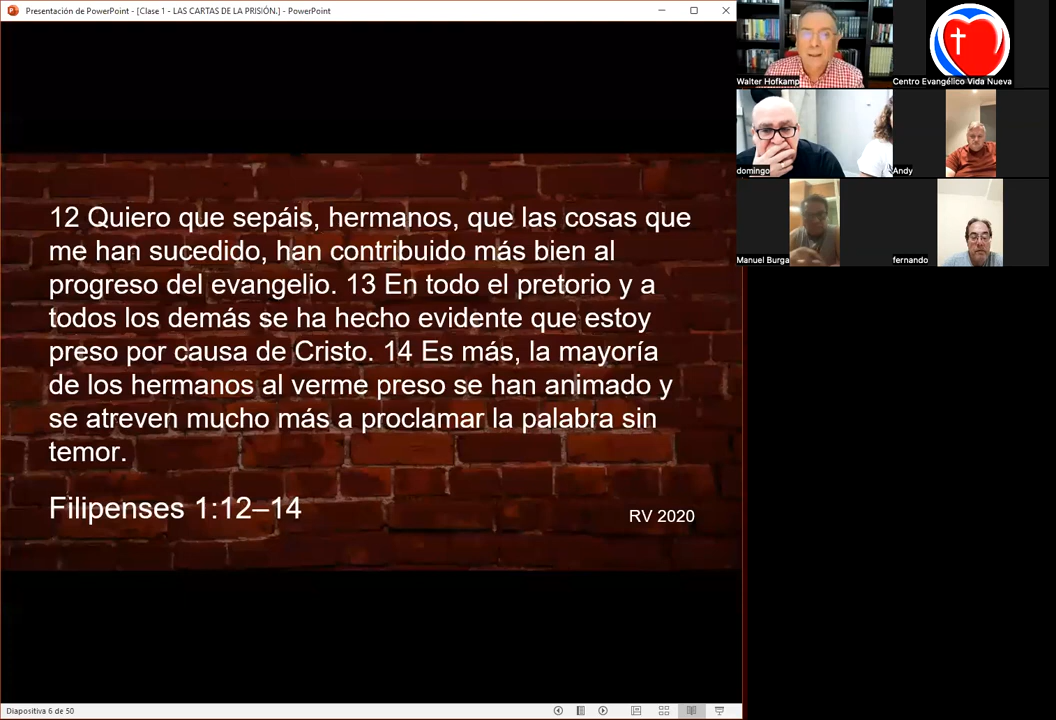 Presentación de PowerPoint - [Clase 1 - LAS CARTAS DE LA PRISIÓN.] - PowerPoint
12 Quiero que sepáis, hermanos, que las cosas que
me han sucedido, han contribuido más bien al
progreso del evangelio. 13 En todo el pretorio y a
todos los demás se ha hecho evidente que estoy
preso por causa de Cristo. 14 Es más, la mayoría
de los hermanos al verme preso se han animado y
se atreven mucho más a proclamar la palabra sin
temor.
Filipenses 1:12–14
RV 2020
Diapositiva 6 de 50
Walter Hofkamp
Centro Evangélico Vida Nueva
domingo
Andy
Manuel Burga
fernando